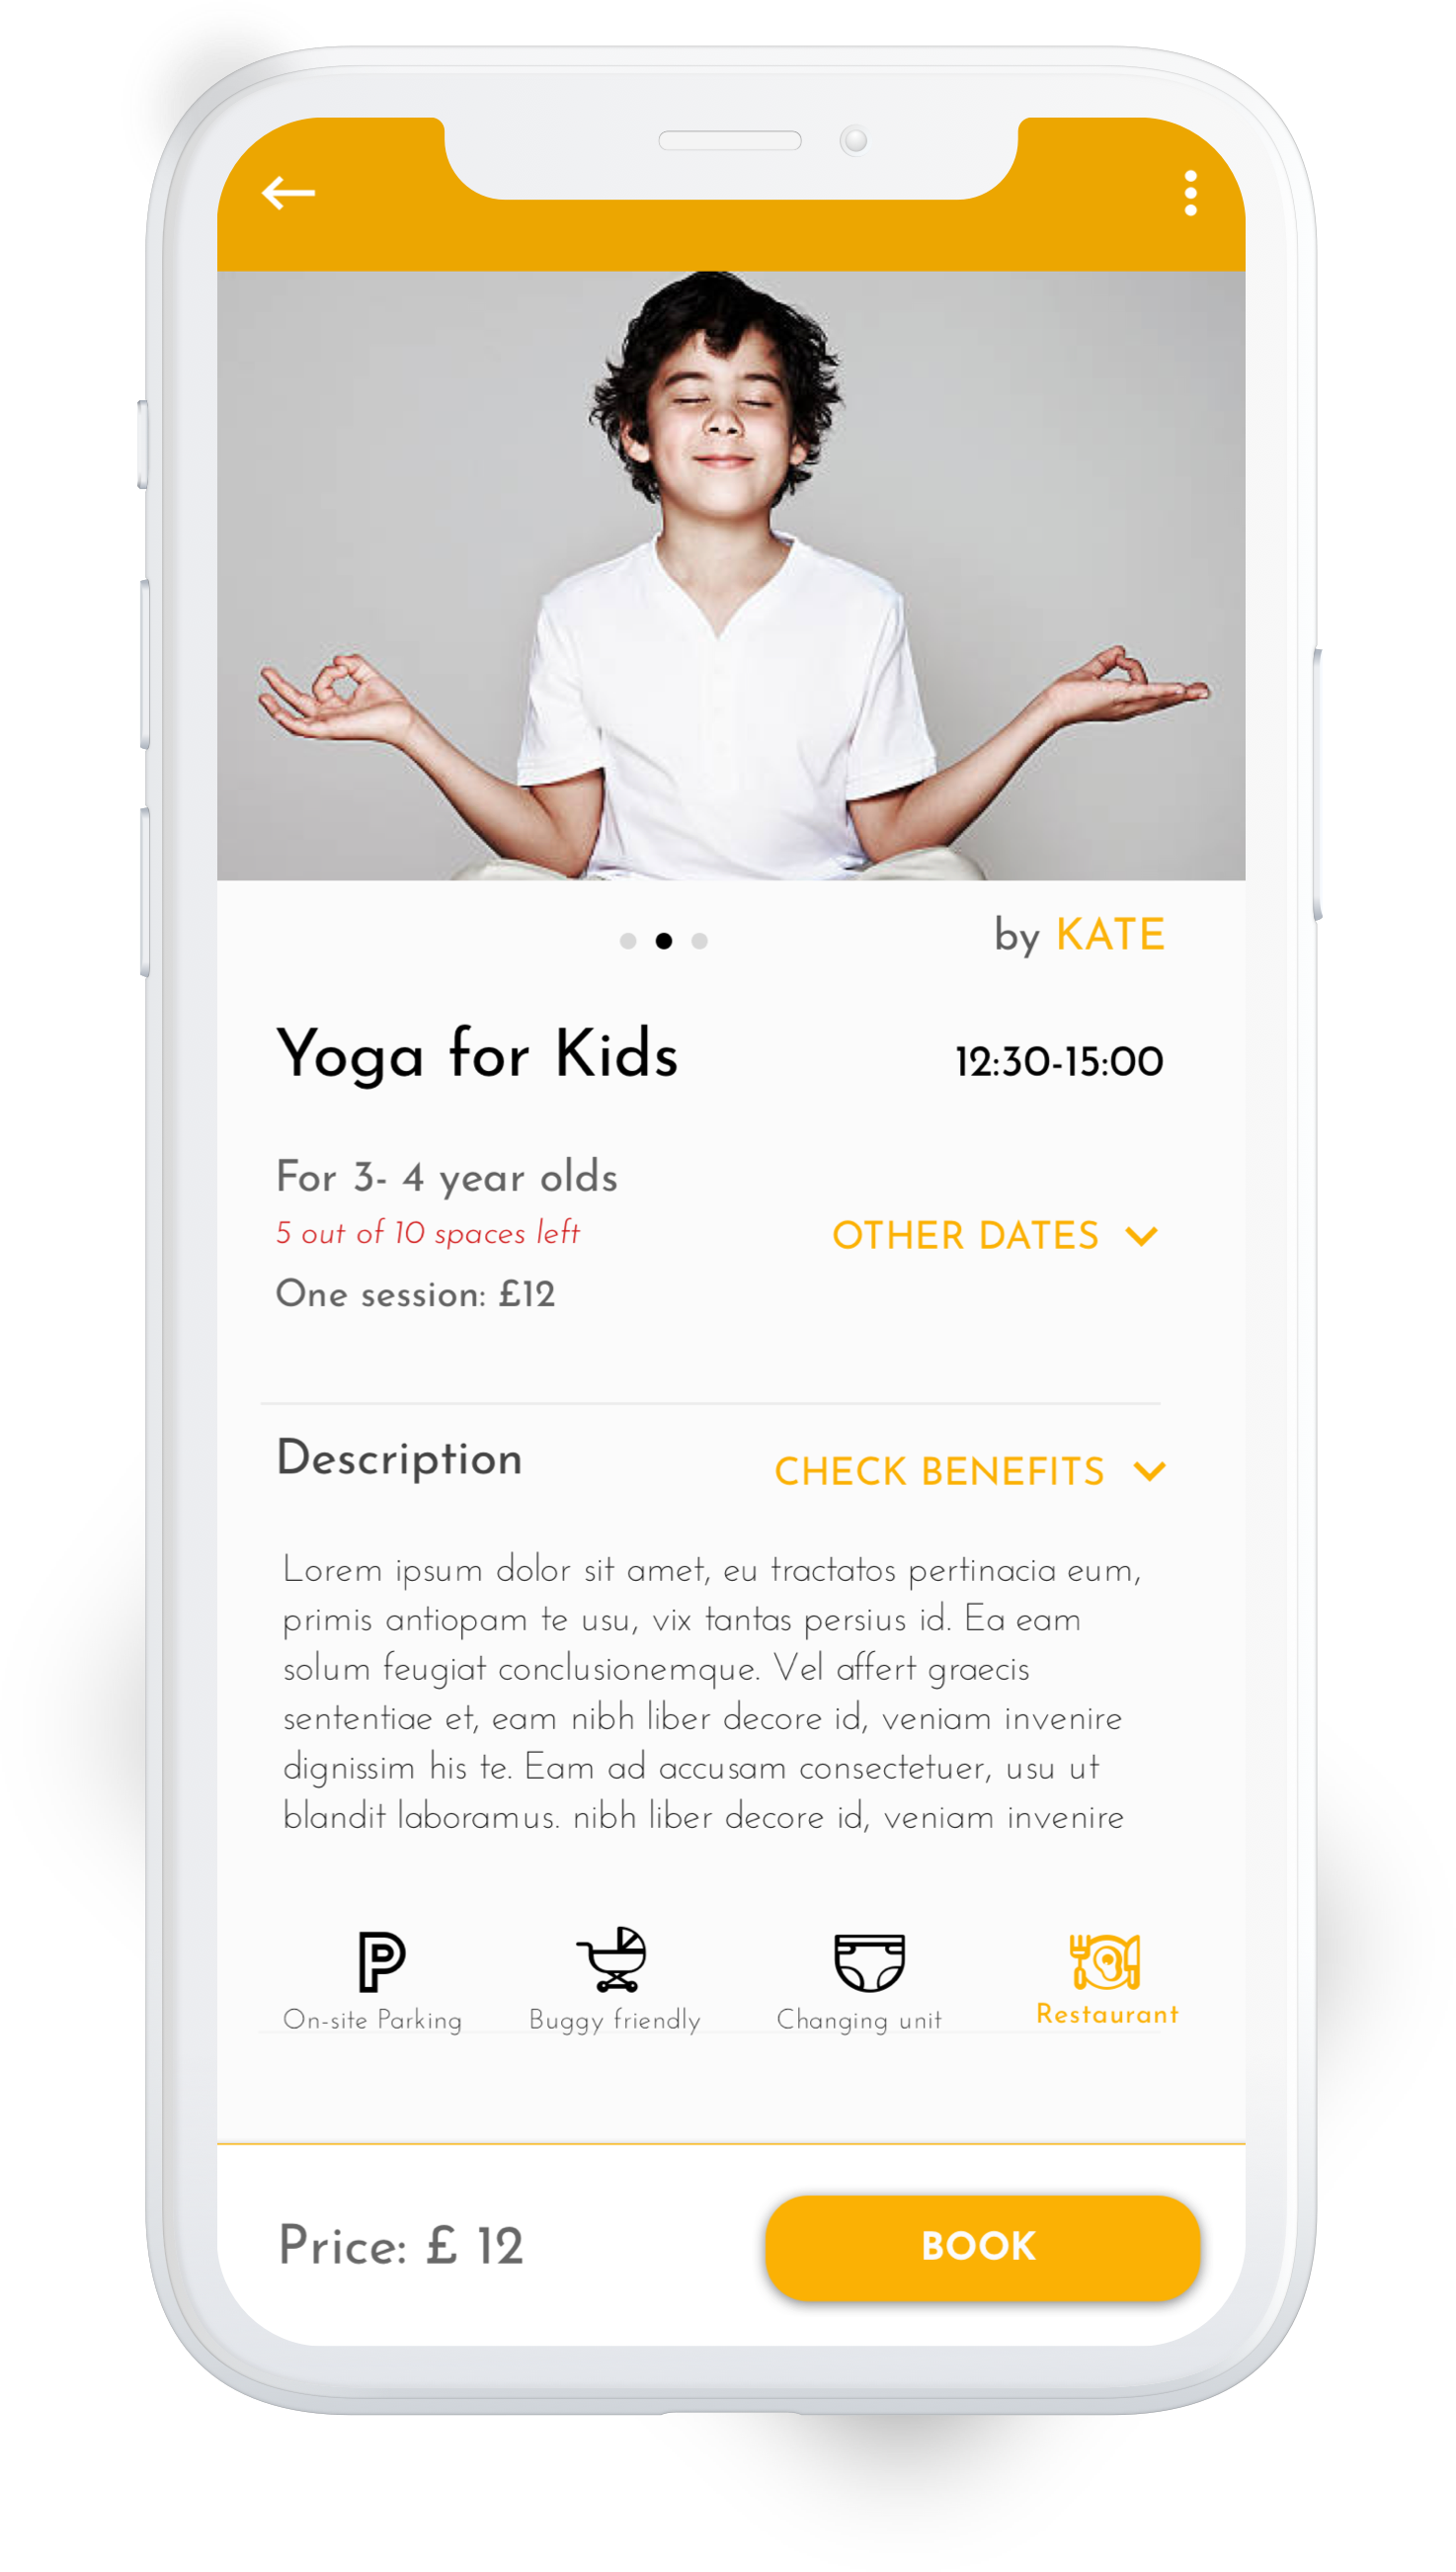 by KATE
Yoga for Kids
12:30-15:00
For 3- 4 year olds
5 out of 10 spaces left
OTHER DATES
One session: £12
Description
CHECK BENEFITS
Lorem ipsum dolor sit amet, eu tractatos pertinacia eum,
primis antiopam te usu, vix tantas persius id. Ea eam
solum feugiat conclusionemque. Vel affert graecis
sententiae et, eam nibh liber decore id, veniam invenire
dignissim his te. Eam ad accusam consectetuer, usu ut
blandit laboramus. nibh liber decore id, veniam invenire
P
On-site Parking
Buggy friendly
Changing unit
Restaurant
Price: £ 12
BOOK